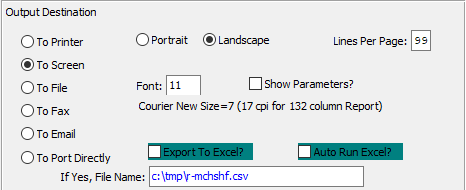 Output Destination
To Printer
Portrait
Landscape
Lines Per Page: 99
To Screen
To File
Font: 11
Show Parameters?
To Fax
Courier New Size=7 (17 cpi for 132 column Report)
To Email
To Port Directly
Export To Excel?
Auto Run Excel?
If Yes, File Name: c:\tmp\r-mchshf.csv